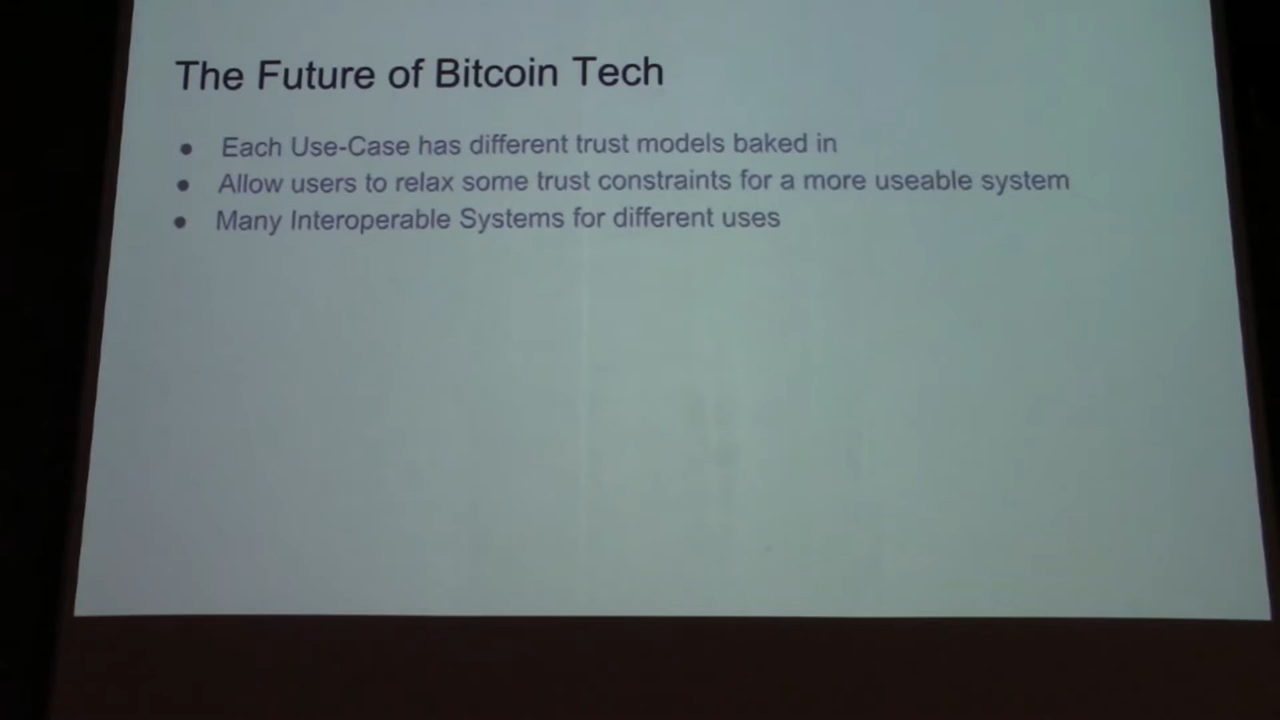 The Future of Bitcoin Tech
● Each Use-Case has different trust models baked in
● Allow users to relax some trust constraints for a more useable system
● Many Interoperable Systems for different uses